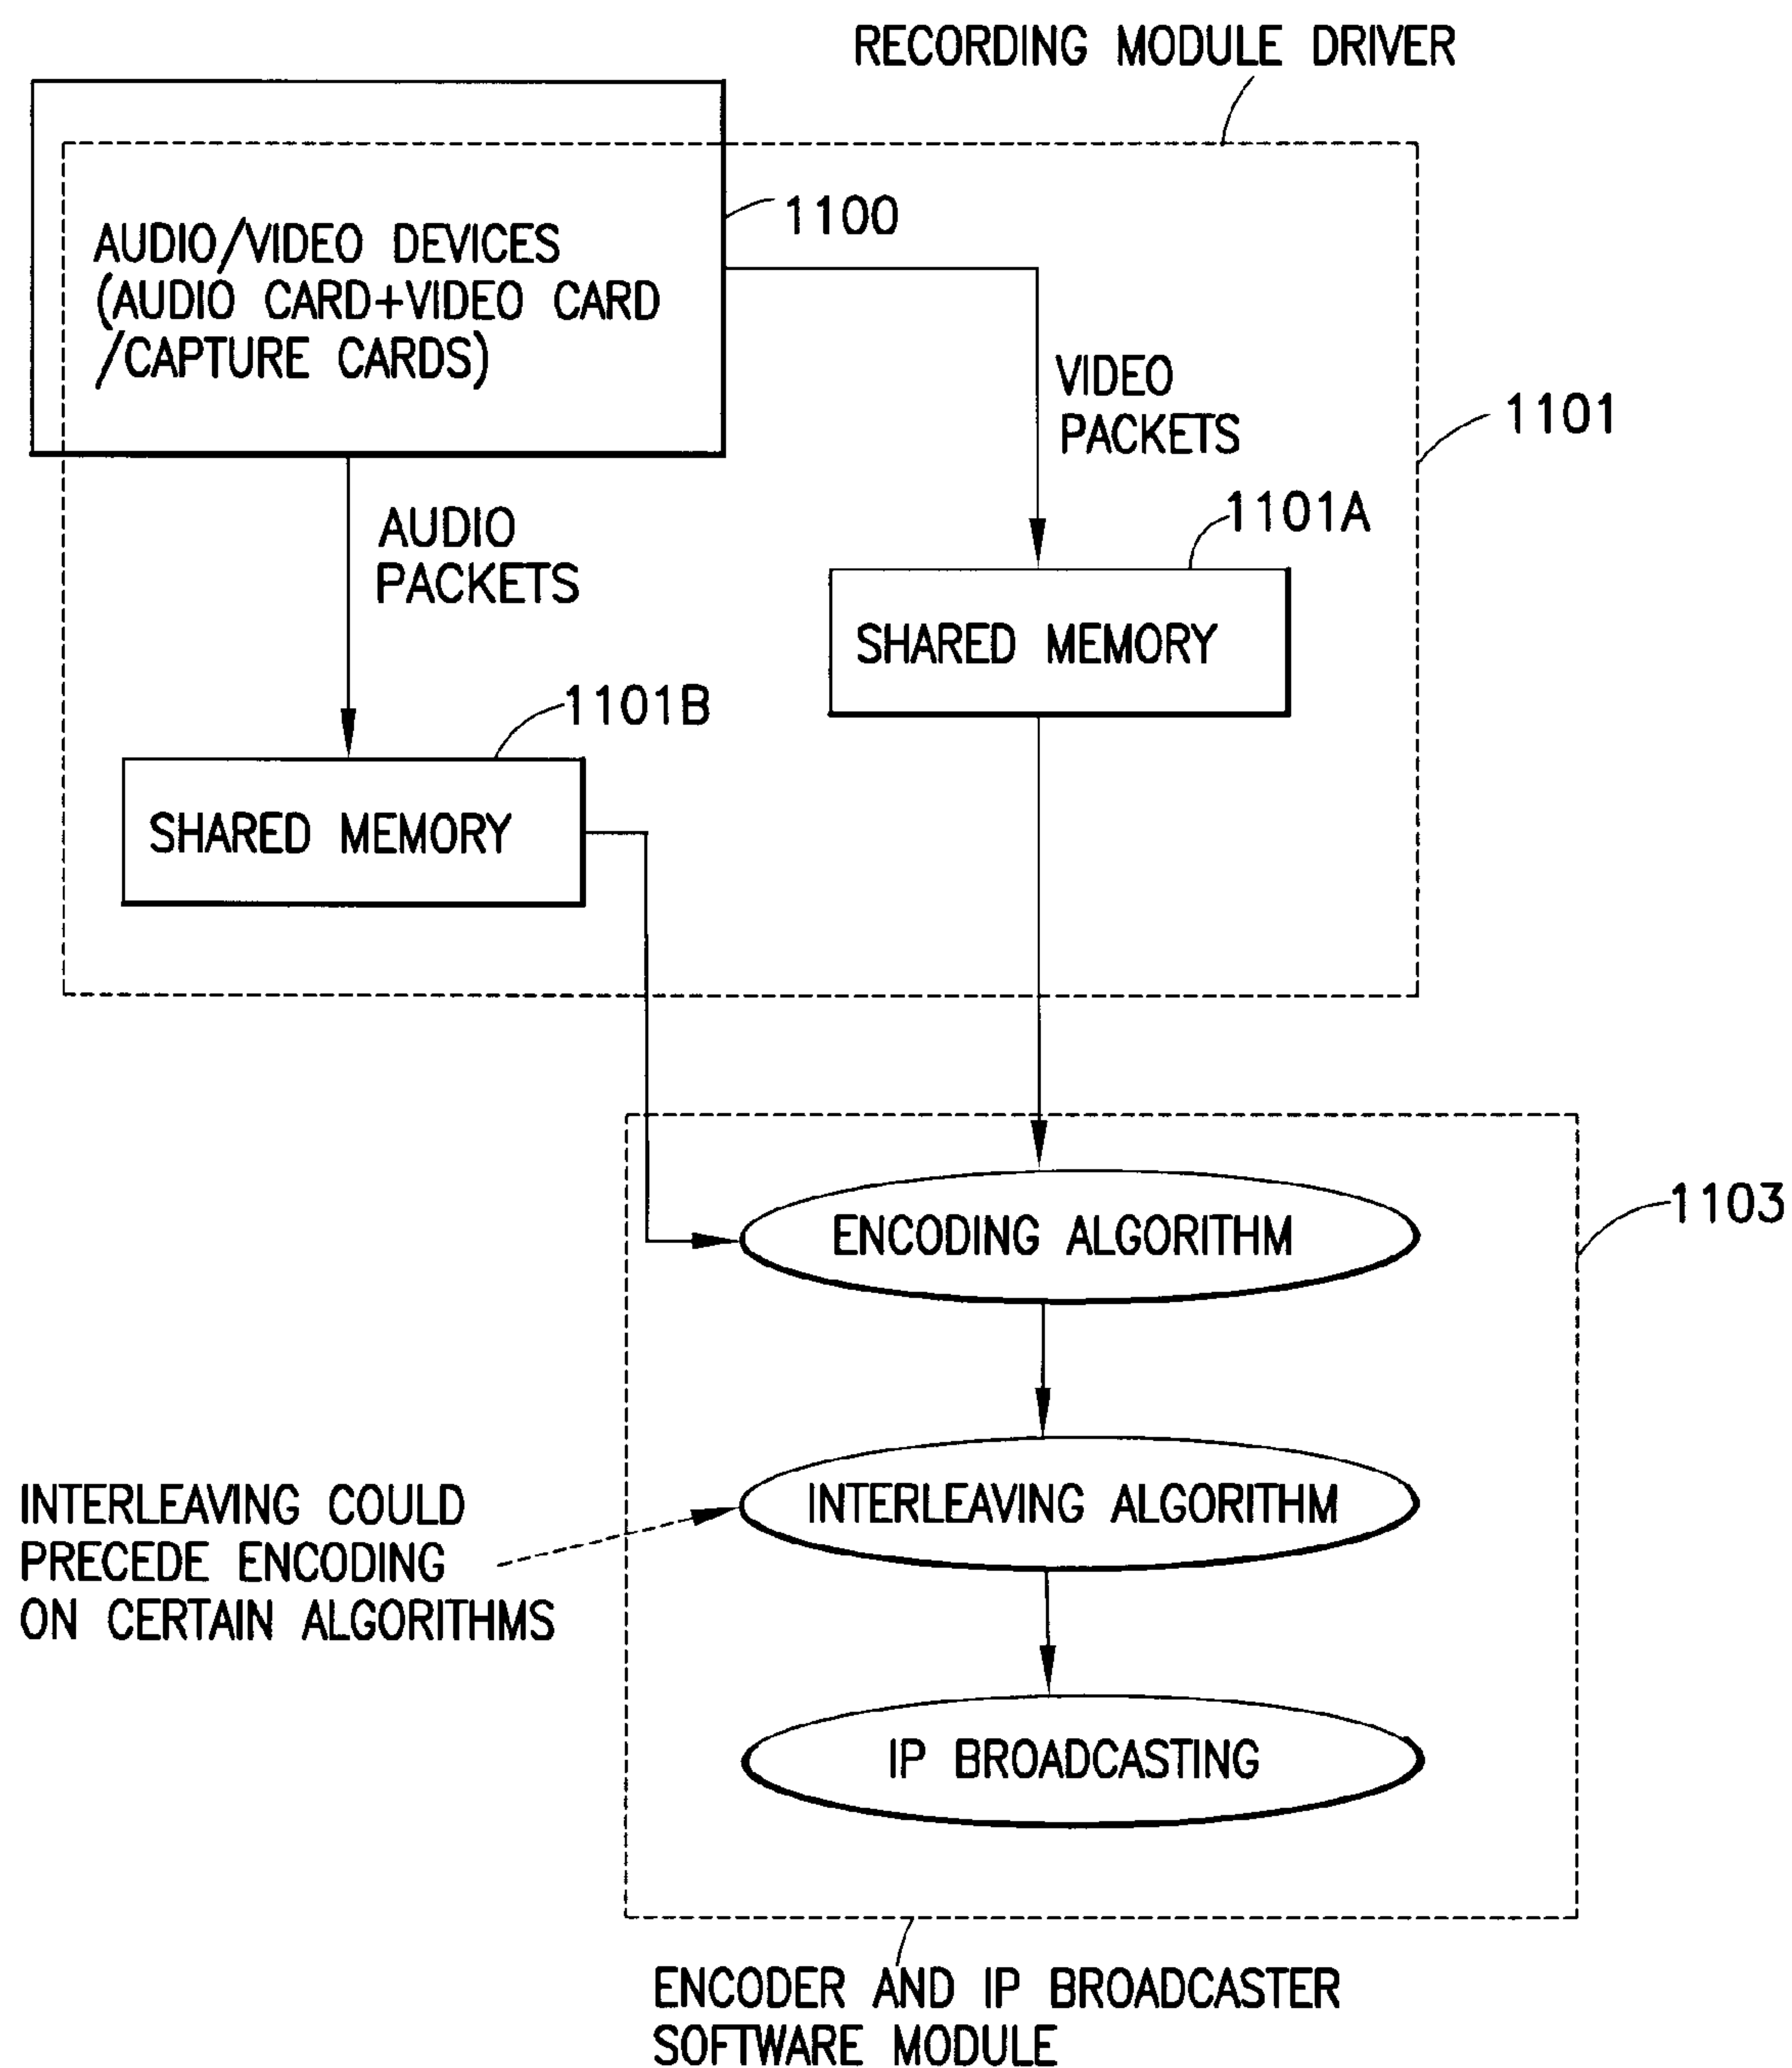 RECORDING MODULE DRIVER
1100
AUDIO/VIDEO DEVICES
(AUDIO CARD+VIDEO CARD
/CAPTURE CARDS)
VIDEO
PACKETS
1101
1101A
AUDIO
PACKETS
SHARED MEMORY
1101B
SHARED MEMORY
1103
ENCODING ALGORITHM
INTERLEAVING COULD
PRECEDE ENCODING
ON CERTAIN ALGORITHMS
INTERLEAVING ALGORITHM
IP BROADCASTING
ENCODER AND IP BROADCASTER
SOFTWARE MODULE